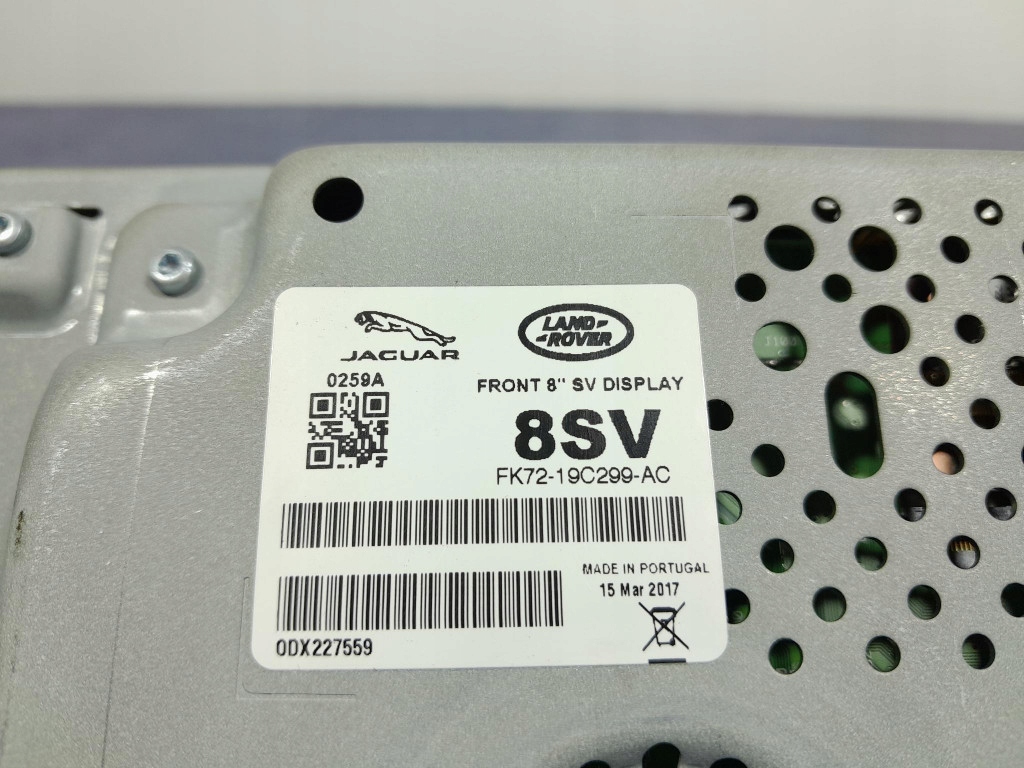 JAGUAR
LAND ROVER
0259A
FRONT 8" SV DISPLAY
8SV
FK72-19C299-AC
MADE IN PORTUGAL
15 Mar 2017
0DX227559